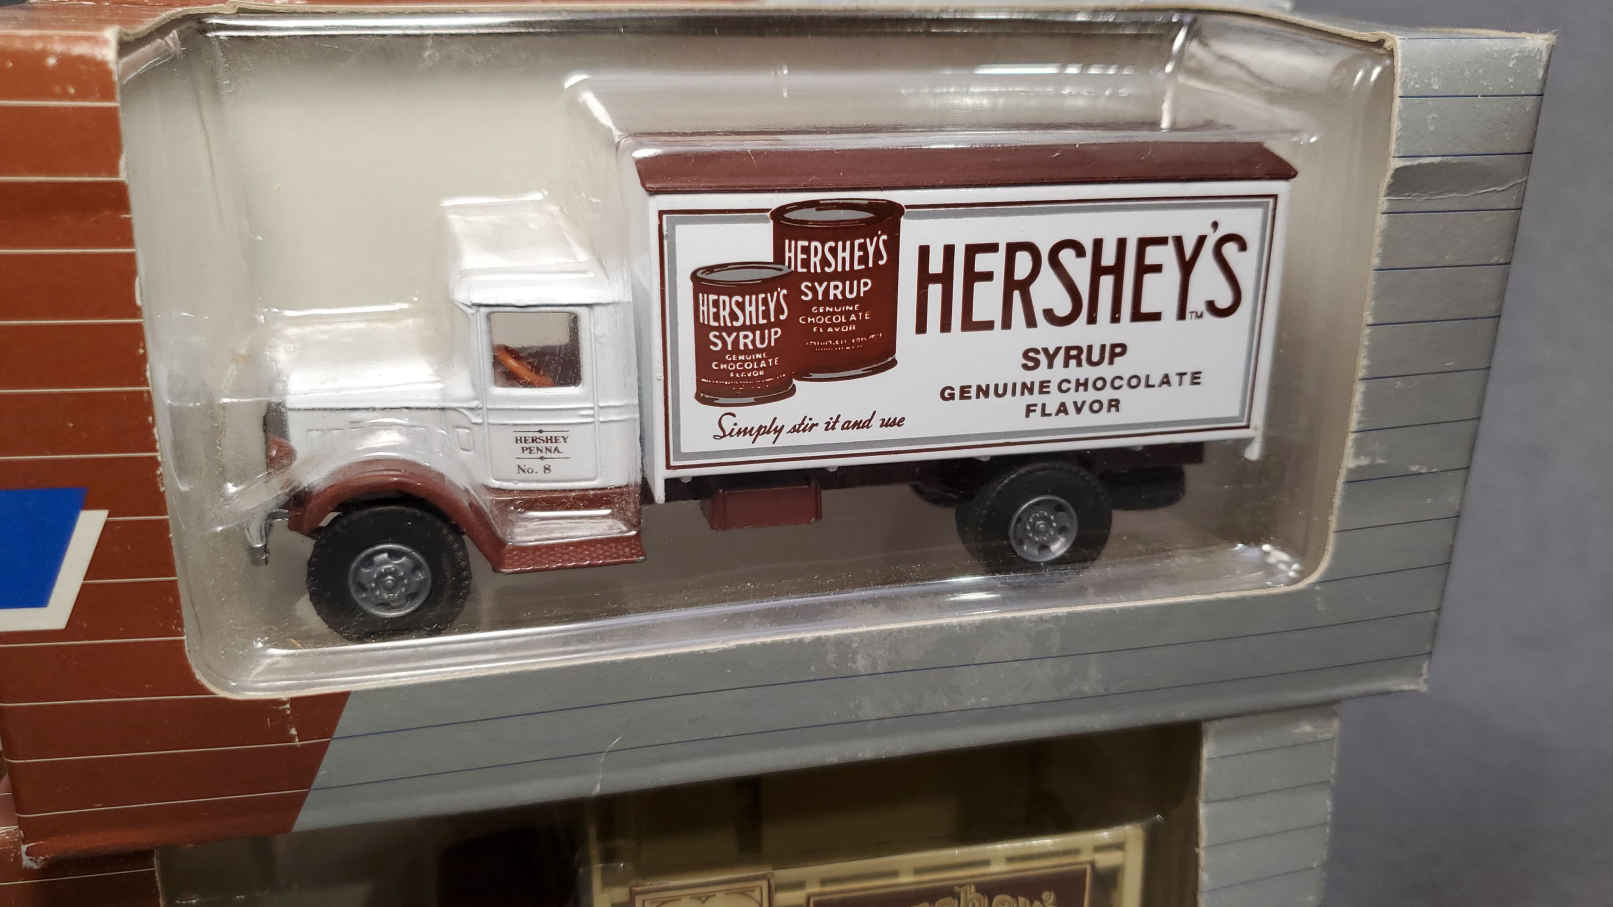 HERSHEY'S
SYRUP
GENUINE
CHOCOLATE
FLAVOR
HERSHEY'S
SYRUP
GENUINE
CHOCOLATE
FLAVOR
Simply stir it and use
HERSHEY'S
TM
SYRUP
GENUINE CHOCOLATE
FLAVOR
HERSHEY
PENNA.
No. 8